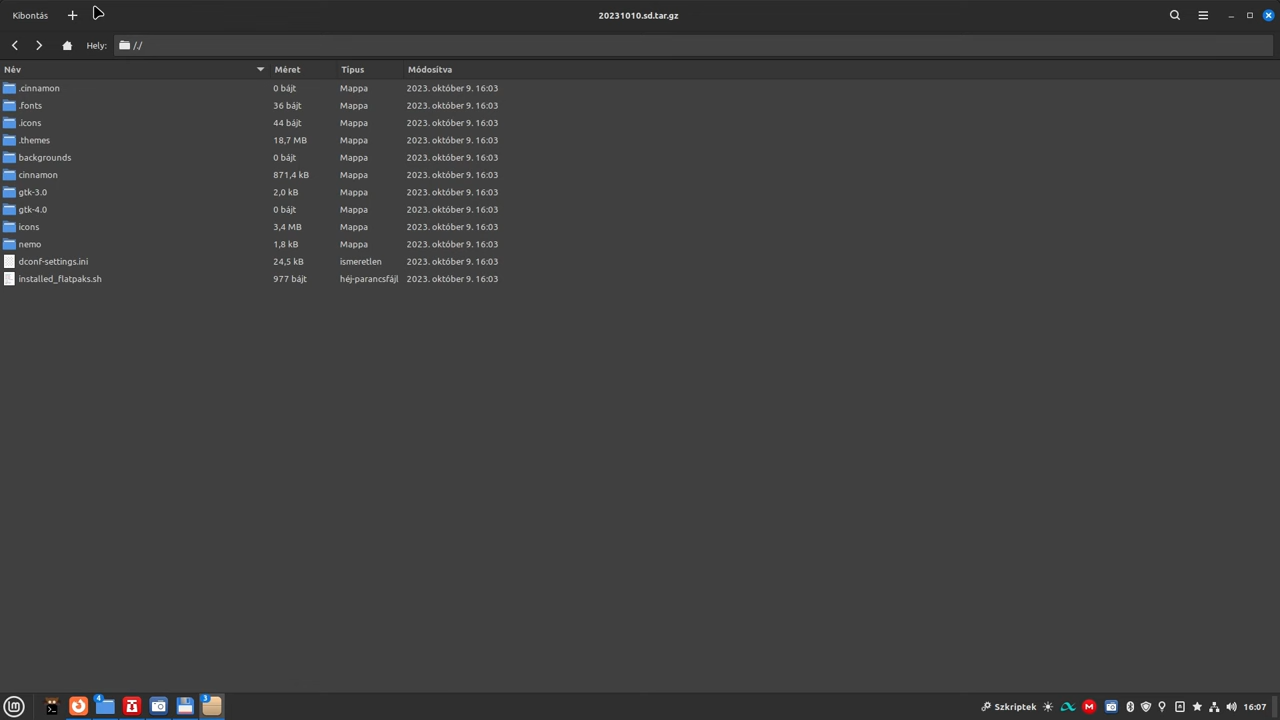 Kibontás
20231010.sd.tar.gz
Hely: /./
Név Méret Típus Módosítva
.cinnamon 0 bájt Mappa 2023. október 9. 16:03
.fonts 36 bájt Mappa 2023. október 9. 16:03
.icons 44 bájt Mappa 2023. október 9. 16:03
.themes 18,7 MB Mappa 2023. október 9. 16:03
backgrounds 0 bájt Mappa 2023. október 9. 16:03
cinnamon 871,4 kB Mappa 2023. október 9. 16:03
gtk-3.0 2,0 kB Mappa 2023. október 9. 16:03
gtk-4.0 0 bájt Mappa 2023. október 9. 16:03
icons 3,4 MB Mappa 2023. október 9. 16:03
nemo 1,8 kB Mappa 2023. október 9. 16:03
dconf-settings.ini 24,5 kB ismeretlen 2023. október 9. 16:03
installed_flatpaks.sh 977 bájt héj-parancsfájl 2023. október 9. 16:03
4 3 Szkriptek 16:07